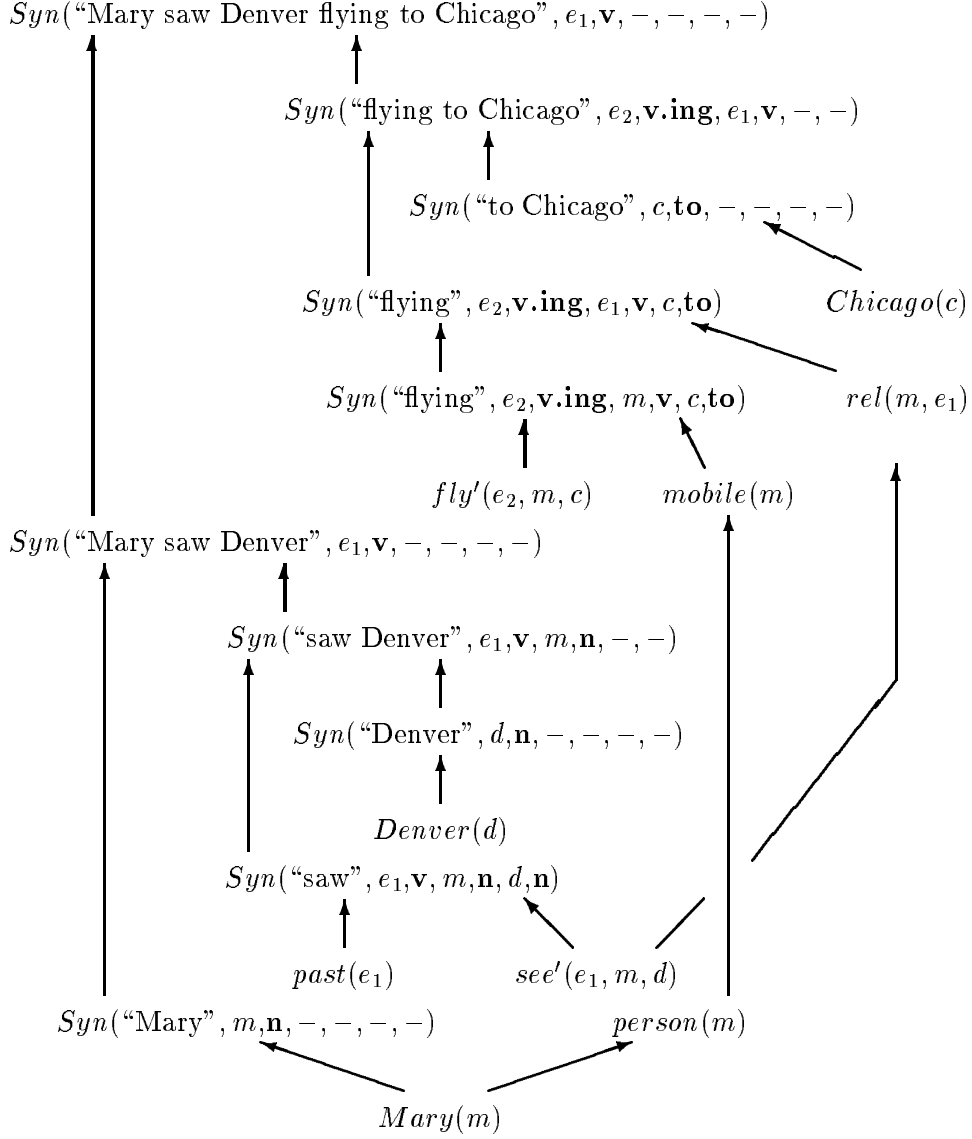 Syn(“Mary saw Denver flying to Chicago”, e₁,v, −, −, −, −)
Syn(“flying to Chicago”, e₂,v.ing, e₁,v, −, −)
Syn(“to Chicago”, c,to, −, −, −, −)
Syn(“flying”, e₂,v.ing, e₁,v, c,to) Chicago(c)
Syn(“flying”, e₂,v.ing, m,v, c,to) rel(m, e₁)
fly′(e₂, m, c) mobile(m)
Syn(“Mary saw Denver”, e₁,v, −, −, −, −)
Syn(“saw Denver”, e₁,v, m,n, −, −)
Syn(“Denver”, d,n, −, −, −, −)
Denver(d)
Syn(“saw”, e₁,v, m,n, d,n)
past(e₁) see′(e₁, m, d)
Syn(“Mary”, m,n, −, −, −, −) person(m)
Mary(m)